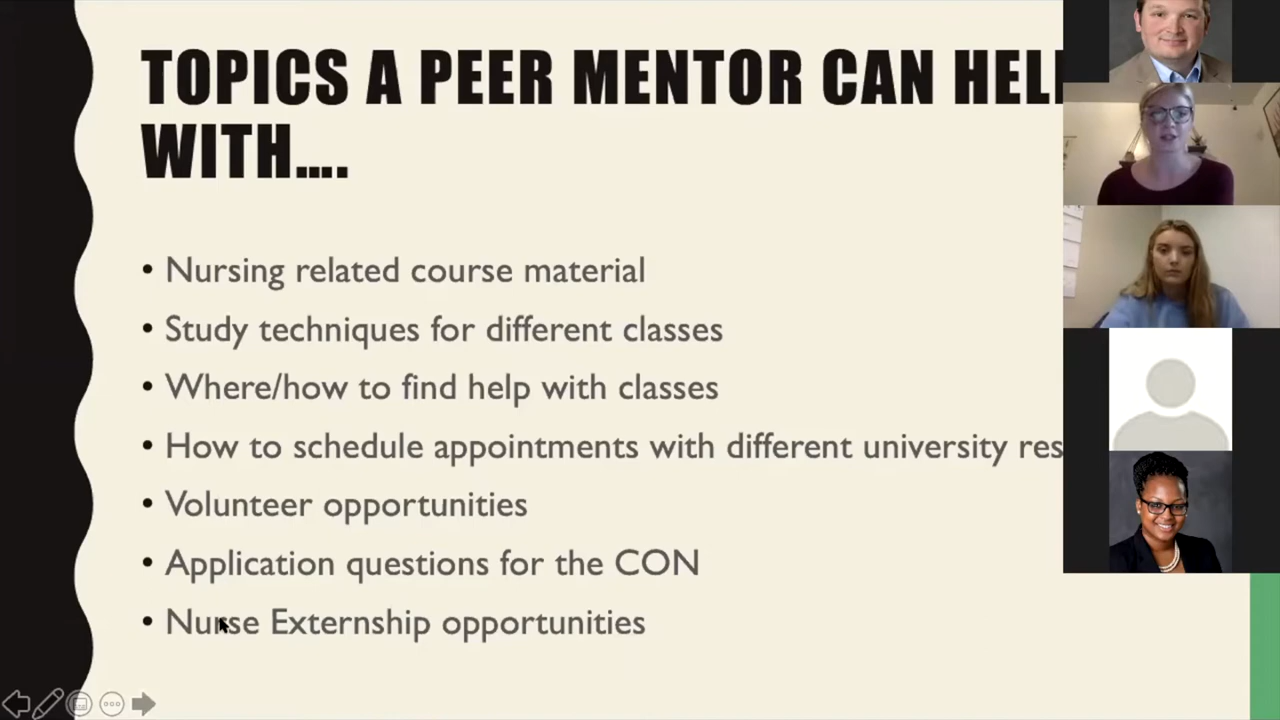 TOPICS A PEER MENTOR CAN HEL
WITH....
• Nursing related course material
• Study techniques for different classes
• Where/how to find help with classes
• How to schedule appointments with different university res
• Volunteer opportunities
• Application questions for the CON
• Nurse Externship opportunities